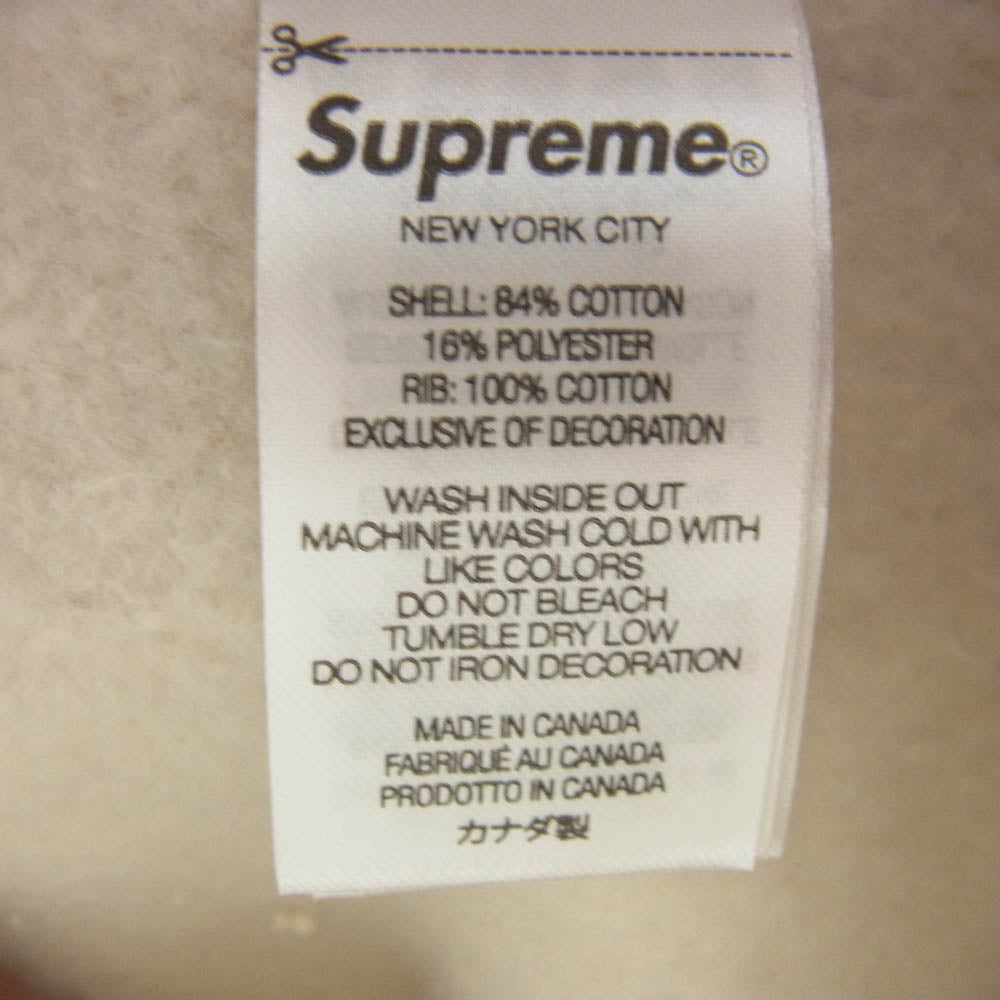 Supreme®
NEW YORK CITY
SHELL: 84% COTTON
16% POLYESTER
RIB: 100% COTTON
EXCLUSIVE OF DECORATION
WASH INSIDE OUT
MACHINE WASH COLD WITH
LIKE COLORS
DO NOT BLEACH
TUMBLE DRY LOW
DO NOT IRON DECORATION
MADE IN CANADA
FABRIQUÉ AU CANADA
PRODOTTO IN CANADA
カナダ製